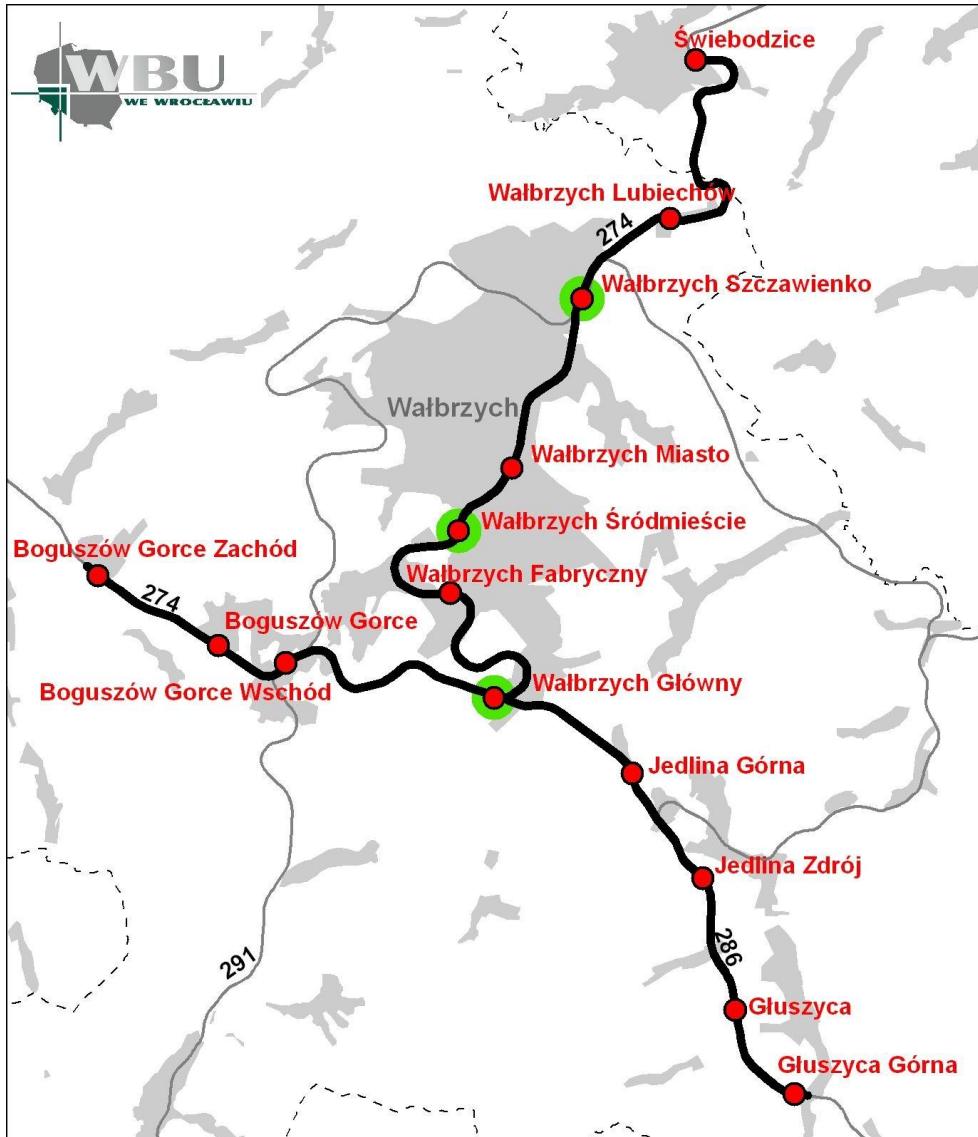 WBU
WE WROCŁAWIU
Świebodzice
Wałbrzych Lubiechów
274
Wałbrzych Szczawienko
Wałbrzych
Wałbrzych Miasto
Wałbrzych Śródmieście
Boguszów Gorce Zachód
Wałbrzych Fabryczny
274
Boguszów Gorce
Wałbrzych Główny
Boguszów Gorce Wschód
Jedlina Górna
Jedlina Zdrój
286
291
Głuszyca
Głuszyca Górna